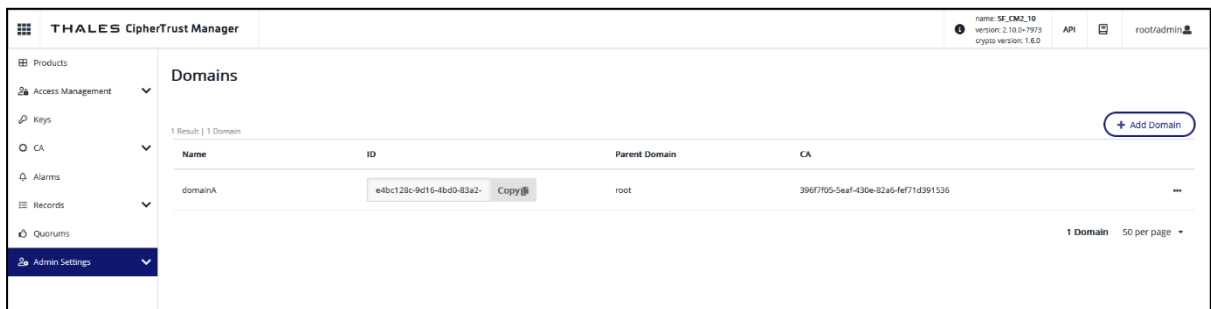 THALES CipherTrust Manager
name: SF_CM2_10
version: 2.10.0+7973
crypto version: 1.6.0
API
root/admin
Products
Access Management
Keys
CA
Alarms
Records
Quorums
Admin Settings
Domains
1 Result | 1 Domain
+ Add Domain
Name ID Parent Domain CA
domainA e4bc128c-9d16-4bd0-83a2- Copy root 396f7f05-5eaf-430e-82a6-fef71d391536 •••
1 Domain 50 per page